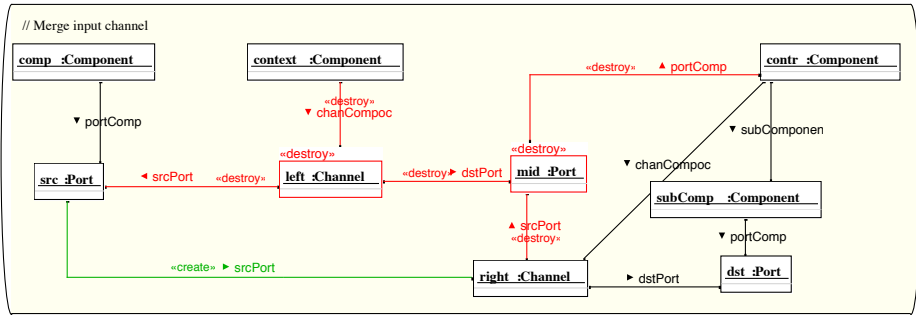 // Merge input channel
comp :Component
context :Component
contr :Component
«destroy» ▲ portComp
«destroy»
▼ chanCompoc
▼ portComp
▼ subComponen
«destroy»
«destroy»
▼ chanCompoc
src :Port
◄ srcPort
«destroy»
left :Channel
«destroy» ► dstPort
mid :Port
subComp :Component
▲ srcPort
«destroy»
▼ portComp
«create» ► srcPort
right :Channel
► dstPort
dst :Port